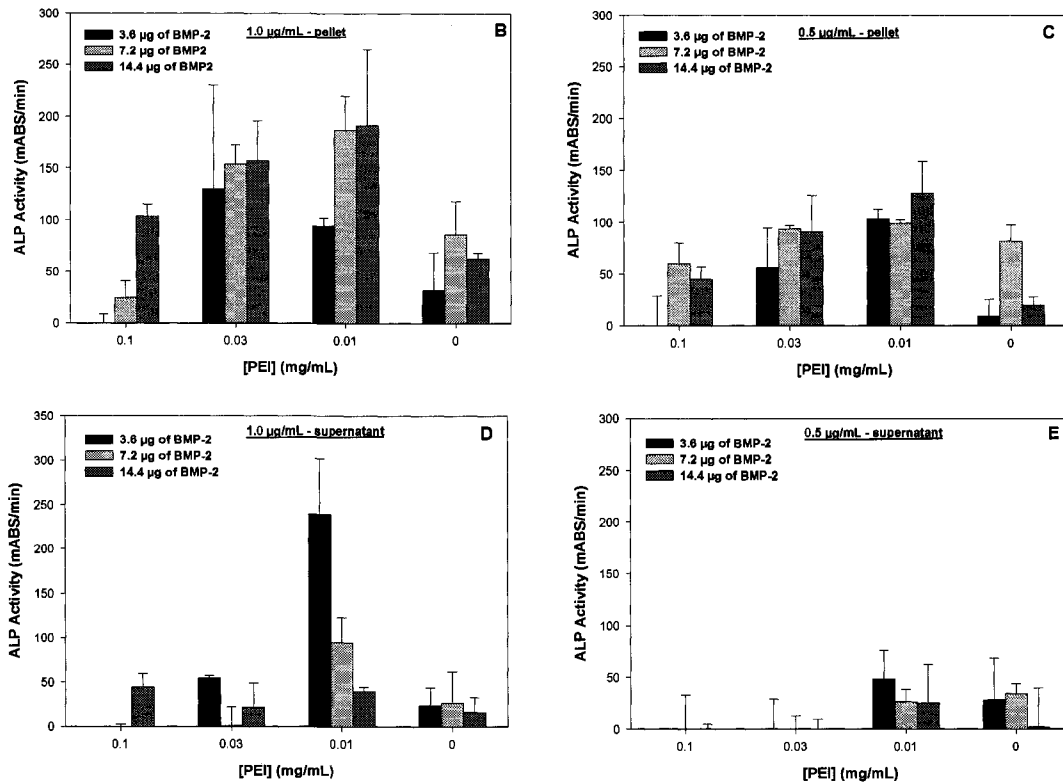 B
1.0 µg/mL - pellet
3.6 µg of BMP-2
7.2 µg of BMP2
14.4 µg of BMP2
ALP Activity (mABS/min)
300
250
200
150
100
50
0
0.1 0.03 0.01 0
[PEI] (mg/mL)
C
0.5 µg/mL - pellet
3.6 µg of BMP-2
7.2 µg of BMP-2
14.4 µg of BMP-2
ALP Activity (mABS/min)
300
250
200
150
100
50
0
0.1 0.03 0.01 0
[PEI] (mg/mL)
D
1.0 µg/mL - supernatant
3.6 µg of BMP-2
7.2 µg of BMP-2
14.4 µg of BMP-2
ALP Activity (mABS/min)
350
300
250
200
150
100
50
0
0.1 0.03 0.01 0
[PEI] (mg/mL)
E
0.5 µg/mL - supernatant
3.6 µg of BMP-2
7.2 µg of BMP-2
14.4 µg of BMP-2
ALP Activity (mABS/min)
300
250
200
150
100
50
0
0.1 0.03 0.01 0
[PEI] (mg/mL)